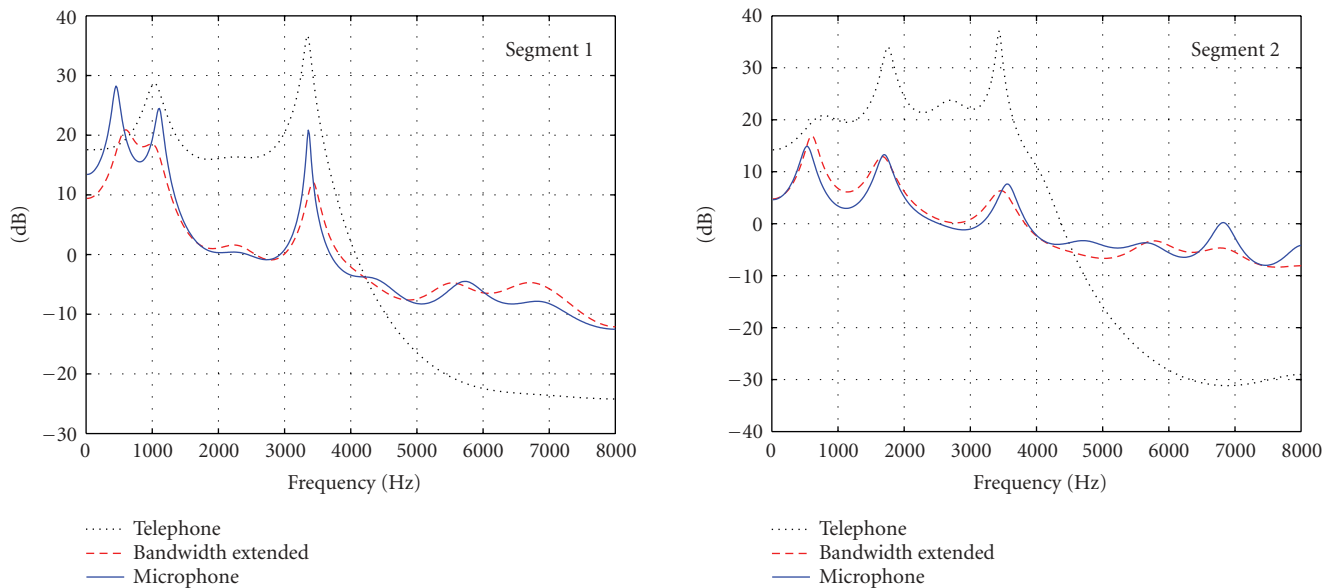 Segment 1
40
30
20
10
0
−10
−20
−30
(dB)
0 1000 2000 3000 4000 5000 6000 7000 8000
Frequency (Hz)
Telephone
Bandwidth extended
Microphone
Segment 2
40
30
20
10
0
−10
−20
−30
−40
(dB)
0 1000 2000 3000 4000 5000 6000 7000 8000
Frequency (Hz)
Telephone
Bandwidth extended
Microphone